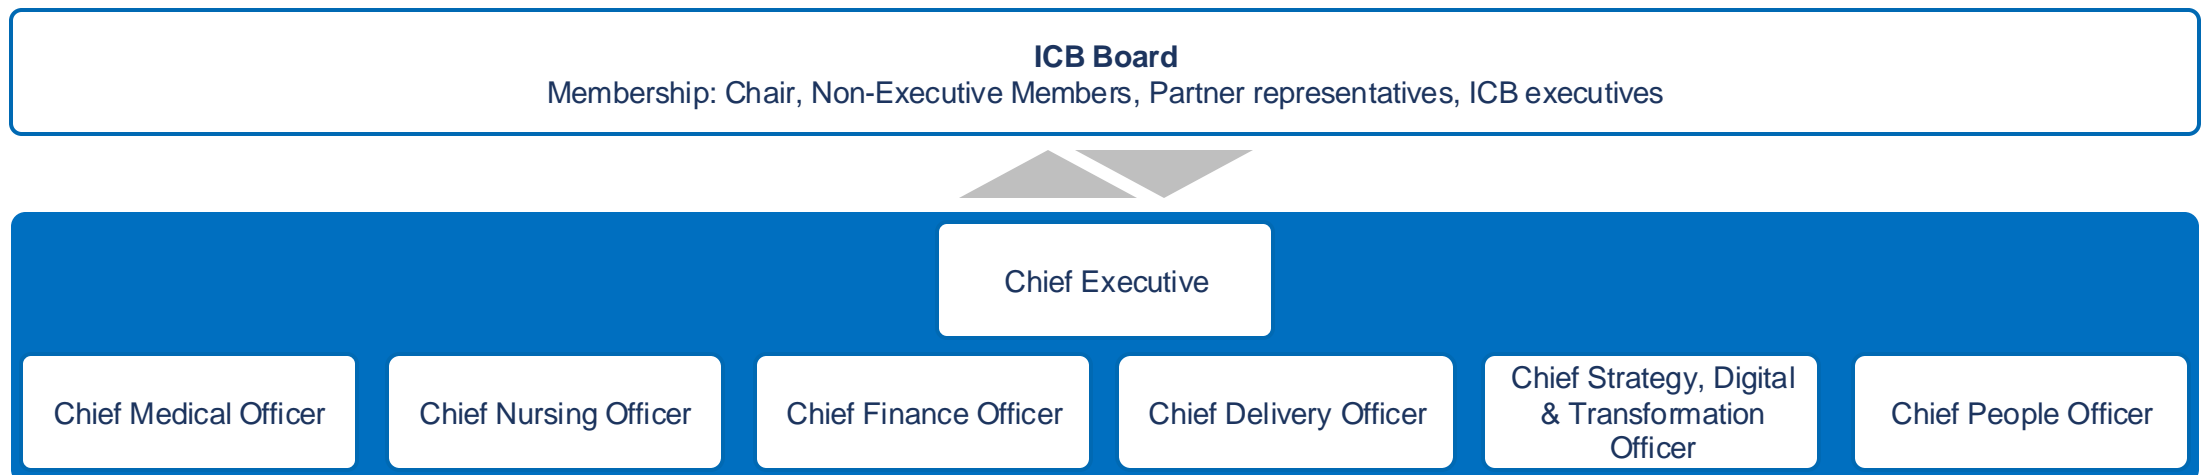 ICB Board
Membership: Chair, Non-Executive Members, Partner representatives, ICB executives
Chief Executive
Chief Medical Officer
Chief Nursing Officer
Chief Finance Officer
Chief Delivery Officer
Chief Strategy, Digital
& Transformation
Officer
Chief People Officer